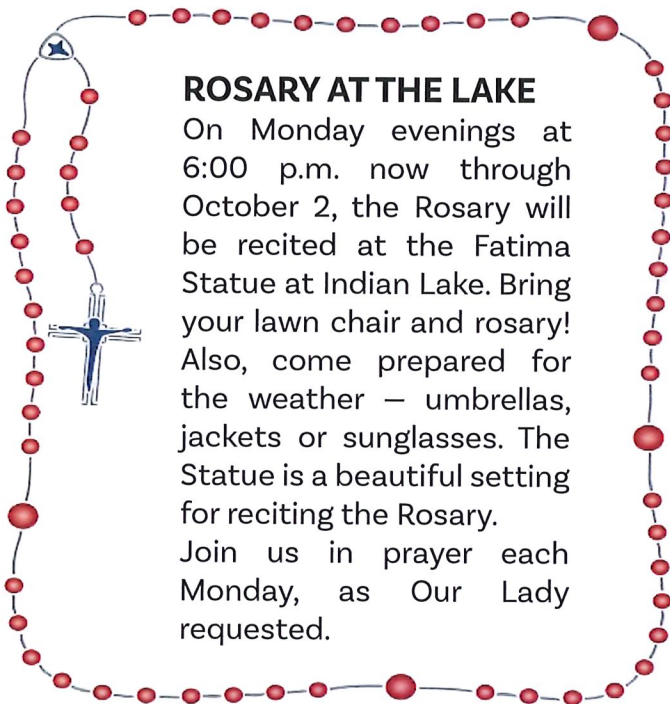 ROSARY AT THE LAKE
On Monday evenings at
6:00 p.m. now through
October 2, the Rosary will
be recited at the Fatima
Statue at Indian Lake. Bring
your lawn chair and rosary!
Also, come prepared for
the weather – umbrellas,
jackets or sunglasses. The
Statue is a beautiful setting
for reciting the Rosary.
Join us in prayer each
Monday, as Our Lady
requested.